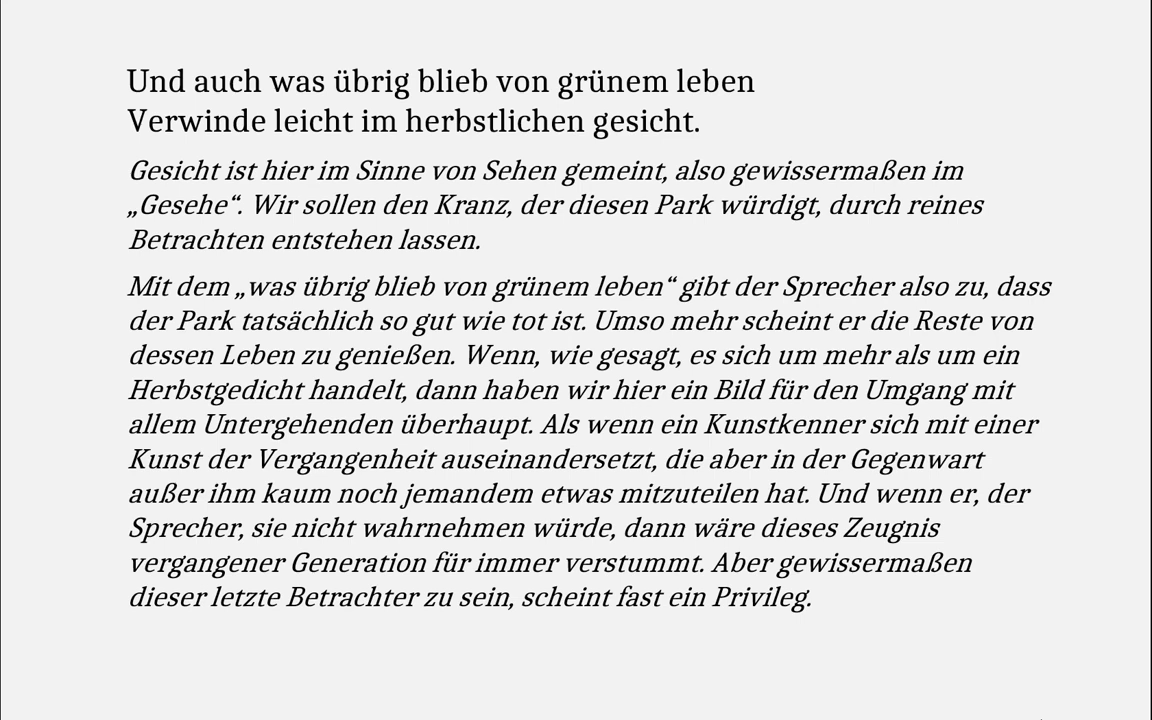 Und auch was übrig blieb von grünem leben
Verwinde leicht im herbstlichen gesicht.
Gesicht ist hier im Sinne von Sehen gemeint, also gewissermaßen im
„Gesehe“. Wir sollen den Kranz, der diesen Park würdigt, durch reines
Betrachten entstehen lassen.
Mit dem „was übrig blieb von grünem leben“ gibt der Sprecher also zu, dass
der Park tatsächlich so gut wie tot ist. Umso mehr scheint er die Reste von
dessen Leben zu genießen. Wenn, wie gesagt, es sich um mehr als um ein
Herbstgedicht handelt, dann haben wir hier ein Bild für den Umgang mit
allem Untergehenden überhaupt. Als wenn ein Kunstkenner sich mit einer
Kunst der Vergangenheit auseinandersetzt, die aber in der Gegenwart
außer ihm kaum noch jemandem etwas mitzuteilen hat. Und wenn er, der
Sprecher, sie nicht wahrnehmen würde, dann wäre dieses Zeugnis
vergangener Generation für immer verstummt. Aber gewissermaßen
dieser letzte Betrachter zu sein, scheint fast ein Privileg.